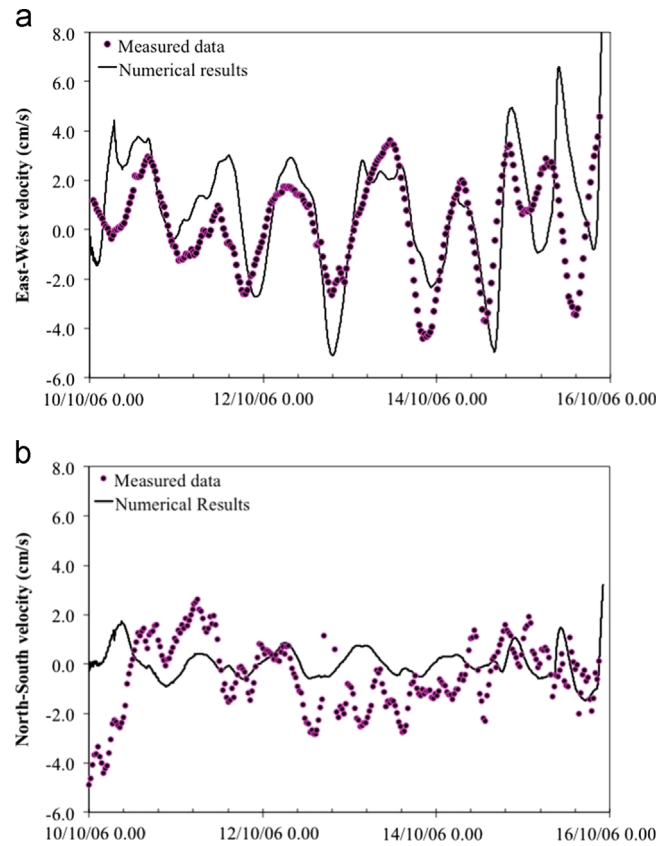 a
8.0
6.0
4.0
2.0
0.0
-2.0
-4.0
-6.0
East-West velocity (cm/s)
Measured data
Numerical results
10/10/06 0.00 12/10/06 0.00 14/10/06 0.00 16/10/06 0.00
b
8.0
6.0
4.0
2.0
0.0
-2.0
-4.0
-6.0
North-South velocity (cm/s)
Measured data
Numerical Results
10/10/06 0.00 12/10/06 0.00 14/10/06 0.00 16/10/06 0.00